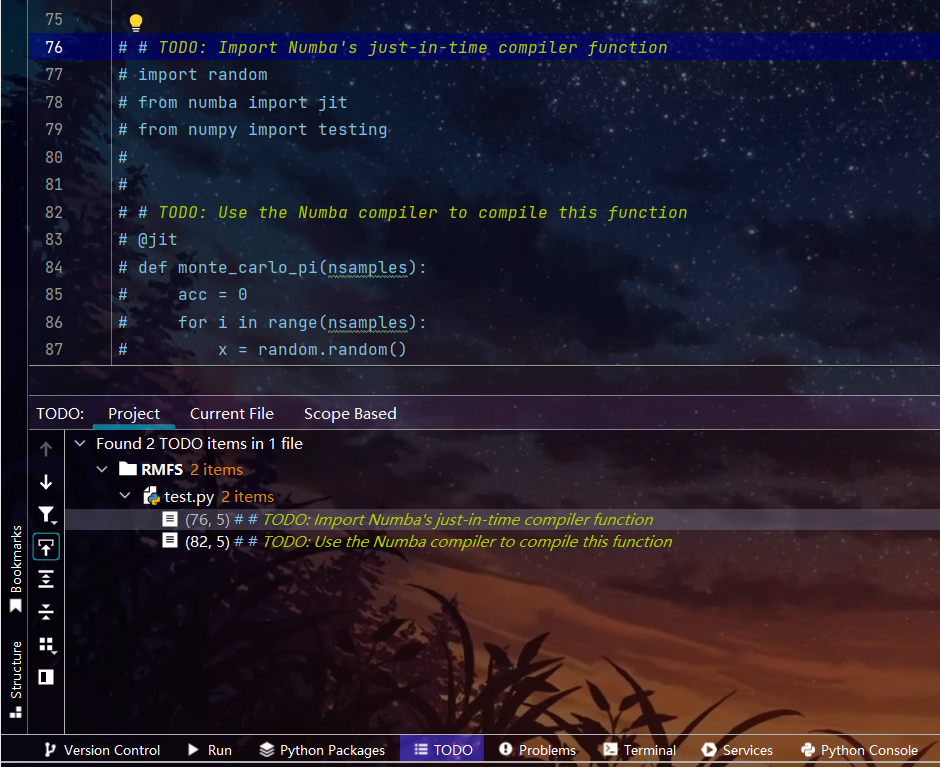 75
76 # # TODO: Import Numba's just-in-time compiler function
77 # import random
78 # from numba import jit
79 # from numpy import testing
80 #
81 #
82 # # TODO: Use the Numba compiler to compile this function
83 # @jit
84 # def monte_carlo_pi(nsamples):
85 #     acc = 0
86 #     for i in range(nsamples):
87 #         x = random.random()
TODO: Project Current File Scope Based
Found 2 TODO items in 1 file
RMFS 2 items
test.py 2 items
(76, 5) # # TODO: Import Numba's just-in-time compiler function
(82, 5) # # TODO: Use the Numba compiler to compile this function
Bookmarks
Structure
Version Control Run Python Packages TODO Problems Terminal Services Python Console